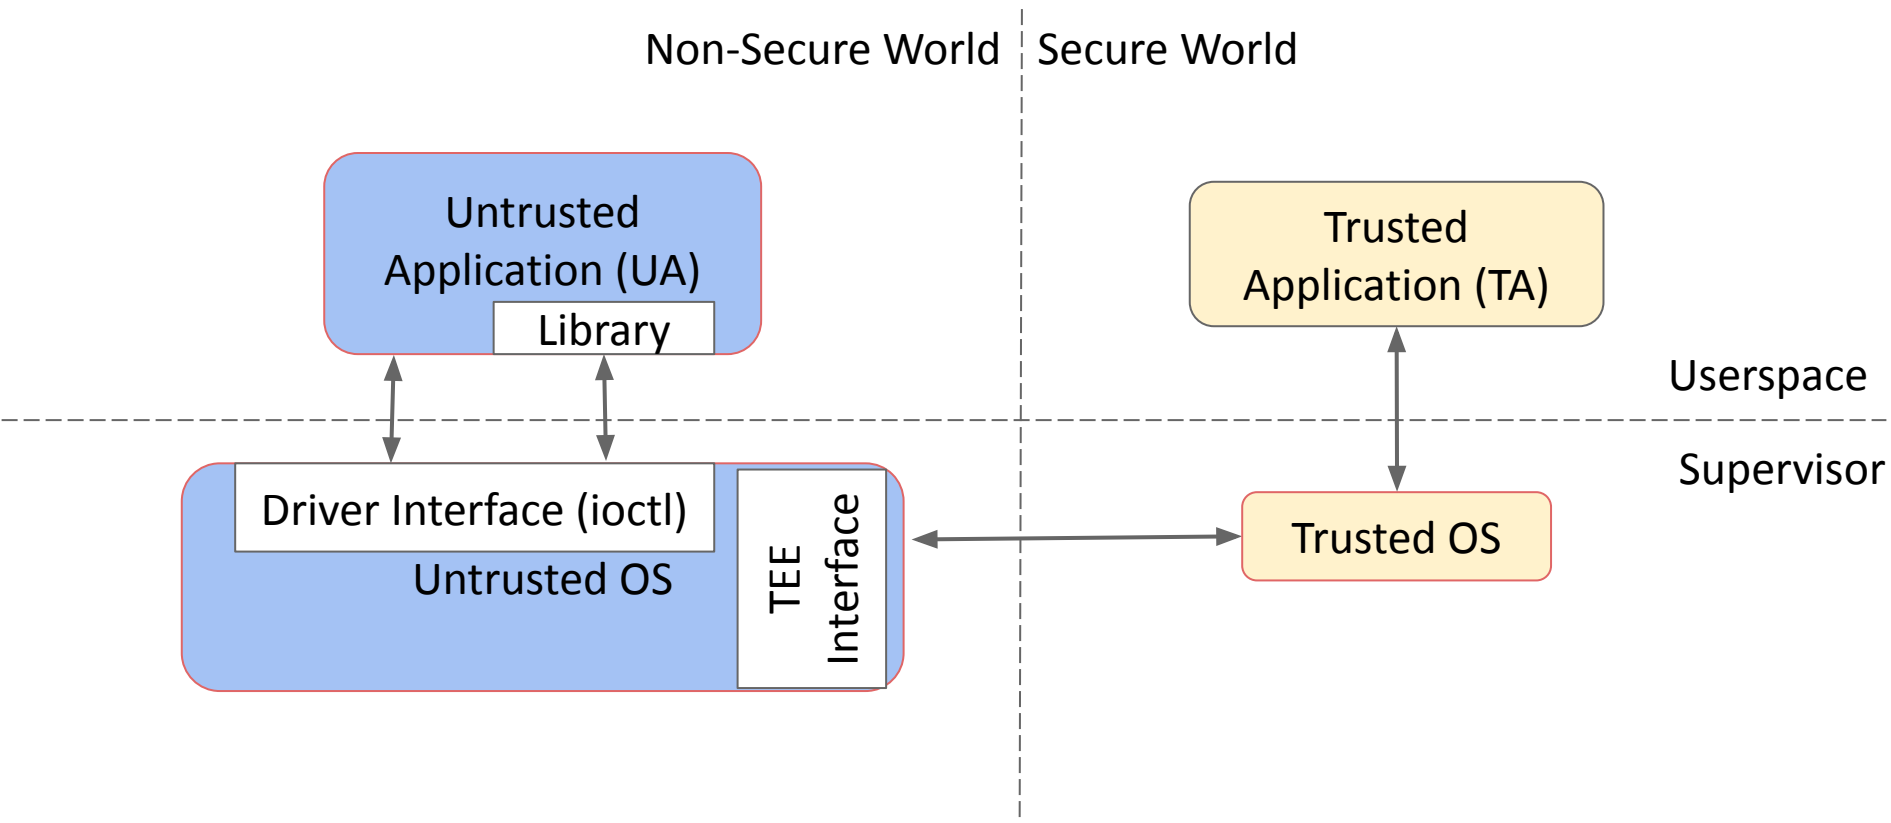 Non-Secure World
Secure World
Untrusted
Application (UA)
Library
Trusted
Application (TA)
Userspace
Supervisor
Driver Interface (ioctl)
Untrusted OS
TEE
Interface
Trusted OS